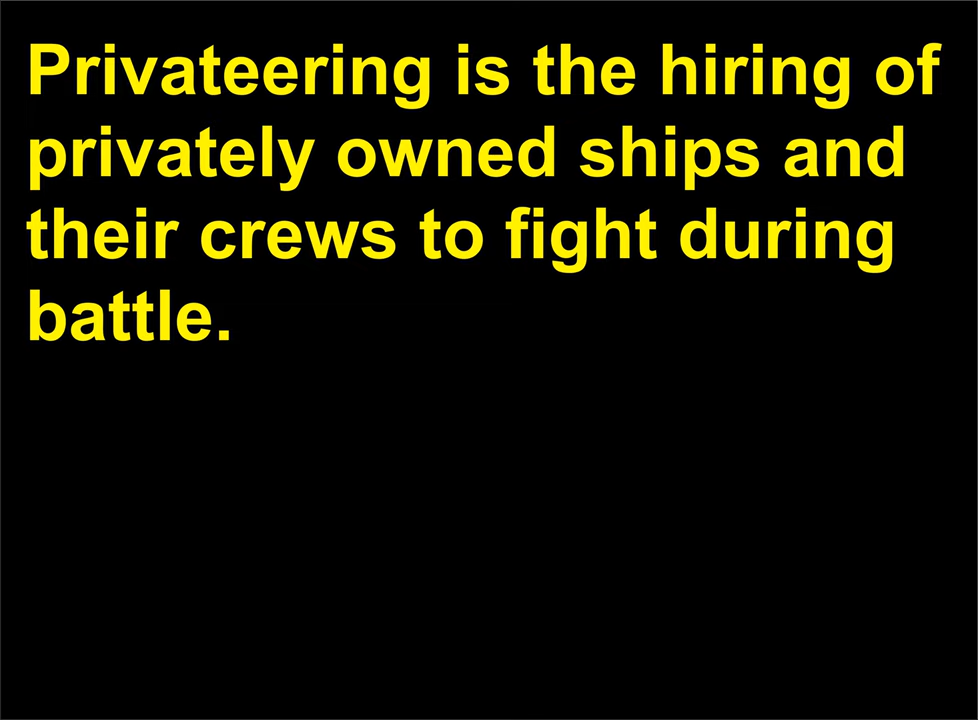 Privateering is the hiring of
privately owned ships and
their crews to fight during
battle.